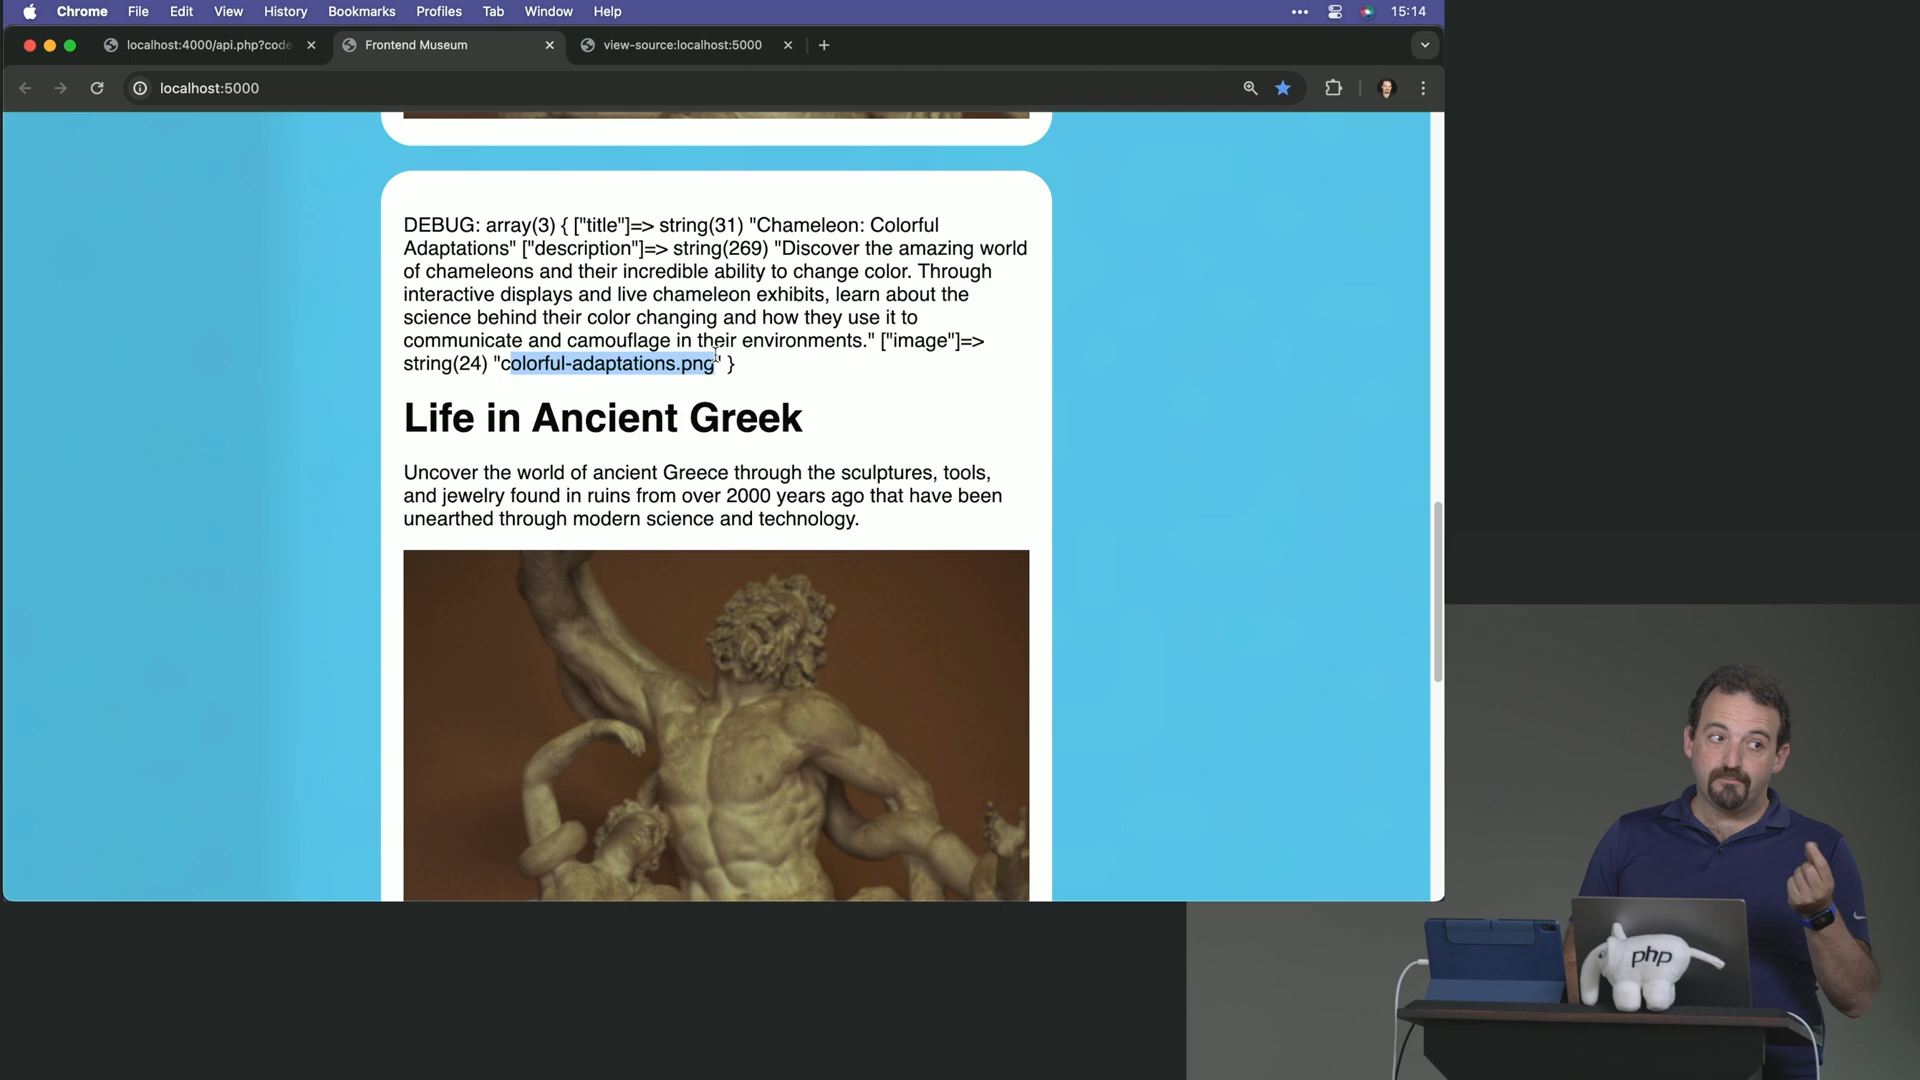 Chrome File Edit View History Bookmarks Profiles Tab Window Help 15:14
localhost:4000/api.php?code Frontend Museum view-source:localhost:5000
localhost:5000
DEBUG: array(3) { ["title"]=> string(31) "Chameleon: Colorful
Adaptations" ["description"]=> string(269) "Discover the amazing world
of chameleons and their incredible ability to change color. Through
interactive displays and live chameleon exhibits, learn about the
science behind their color changing and how they use it to
communicate and camouflage in their environments." ["image"]=>
string(24) "colorful-adaptations.png" }
Life in Ancient Greek
Uncover the world of ancient Greece through the sculptures, tools,
and jewelry found in ruins from over 2000 years ago that have been
unearthed through modern science and technology.
php